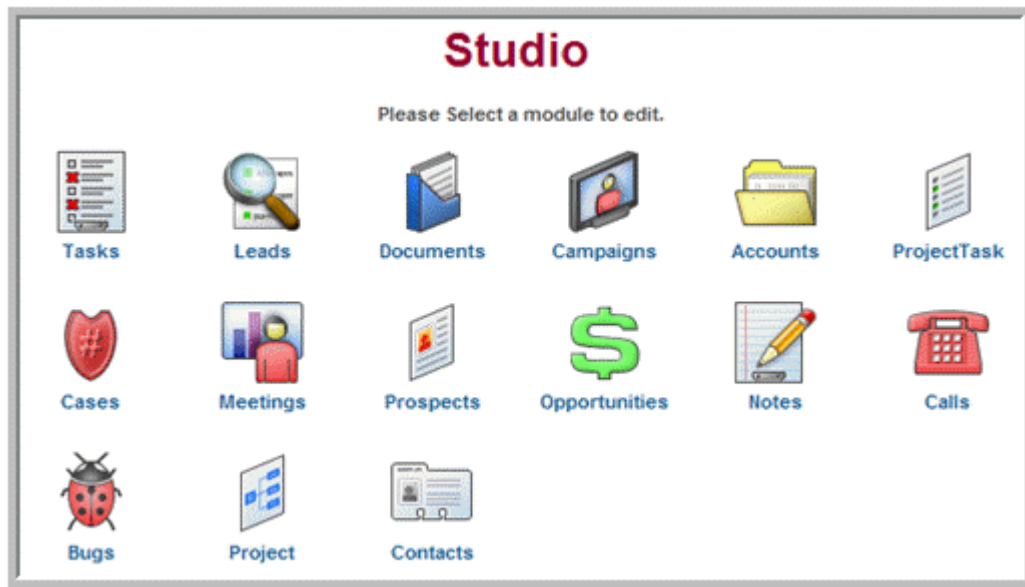 Studio
Please Select a module to edit.
Tasks Leads Documents Campaigns Accounts ProjectTask
#
Cases Meetings Prospects Opportunities Notes Calls
Bugs Project Contacts